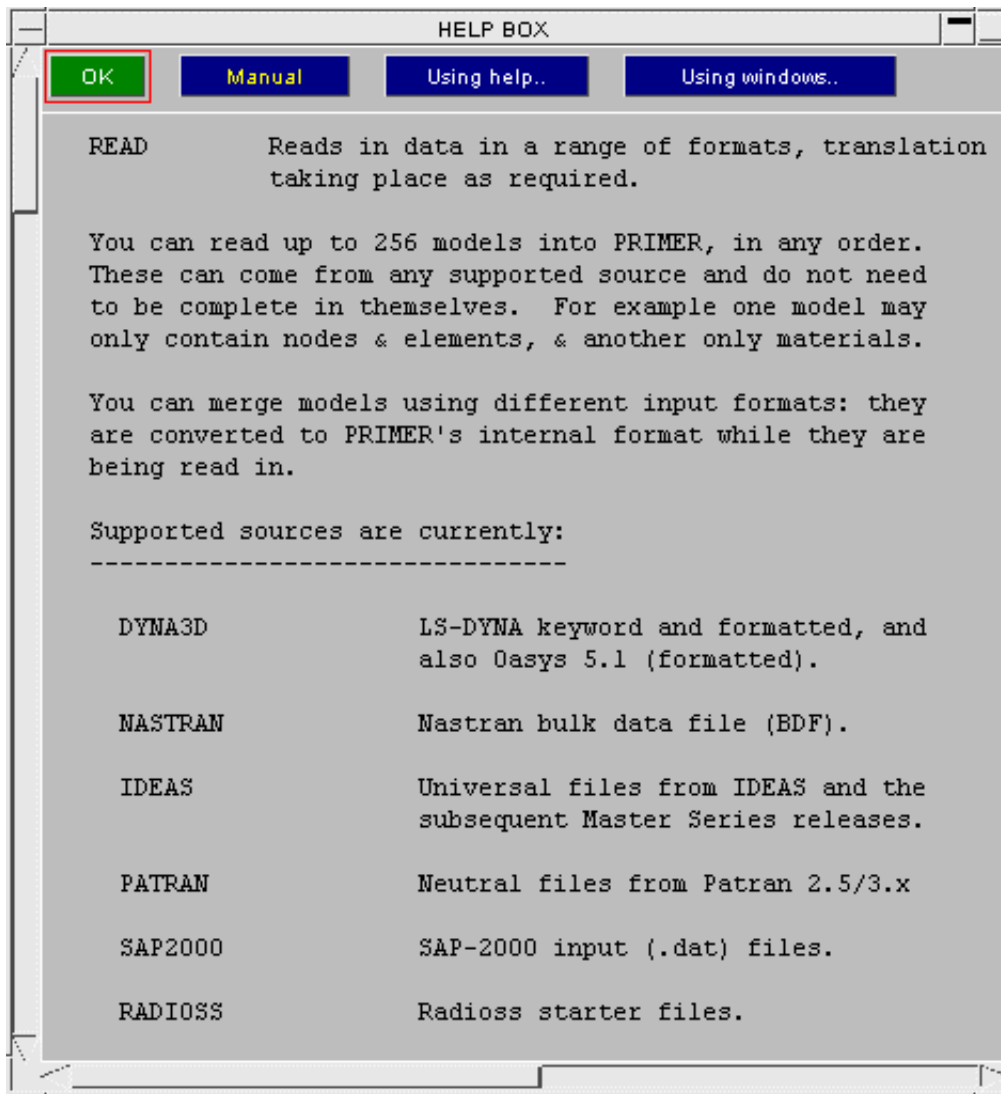 HELP BOX
OK Manual Using help.. Using windows..
READ Reads in data in a range of formats, translation
taking place as required.
You can read up to 256 models into PRIMER, in any order.
These can come from any supported source and do not need
to be complete in themselves. For example one model may
only contain nodes & elements, & another only materials.
You can merge models using different input formats: they
are converted to PRIMER's internal format while they are
being read in.
Supported sources are currently:
--------------------------------
DYNA3D LS-DYNA keyword and formatted, and
also Oasys 5.1 (formatted).
NASTRAN Nastran bulk data file (BDF).
IDEAS Universal files from IDEAS and the
subsequent Master Series releases.
PATRAN Neutral files from Patran 2.5/3.x
SAP2000 SAP-2000 input (.dat) files.
RADIOSS Radioss starter files.